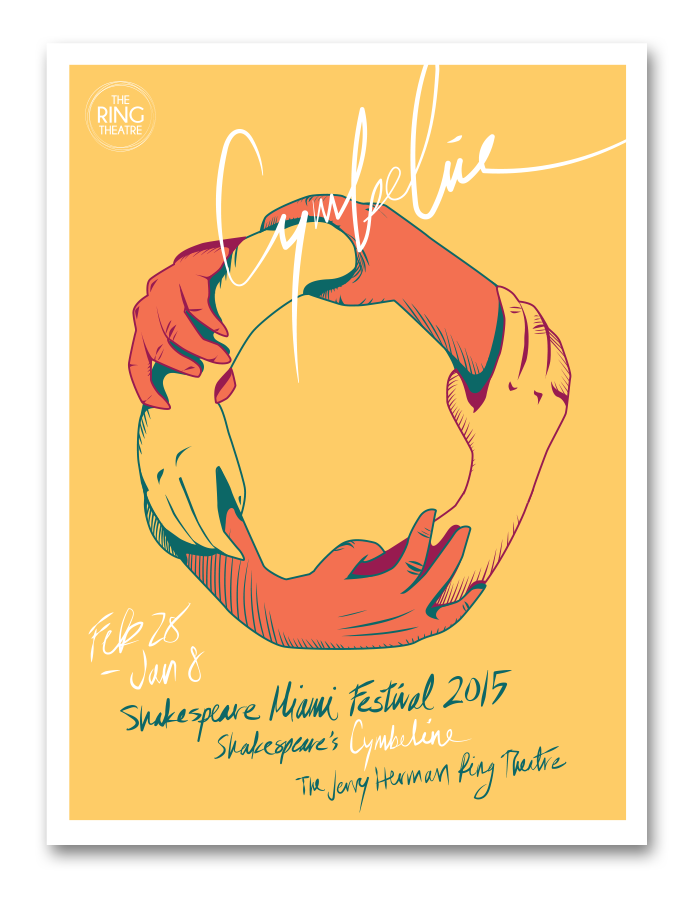 THE
RING
THEATRE
Cymbeline
Feb 28
- Jan 8
Shakespeare Miami Festival 2015
Shakespeare's Cymbeline
The Jerry Herman Ring Theatre